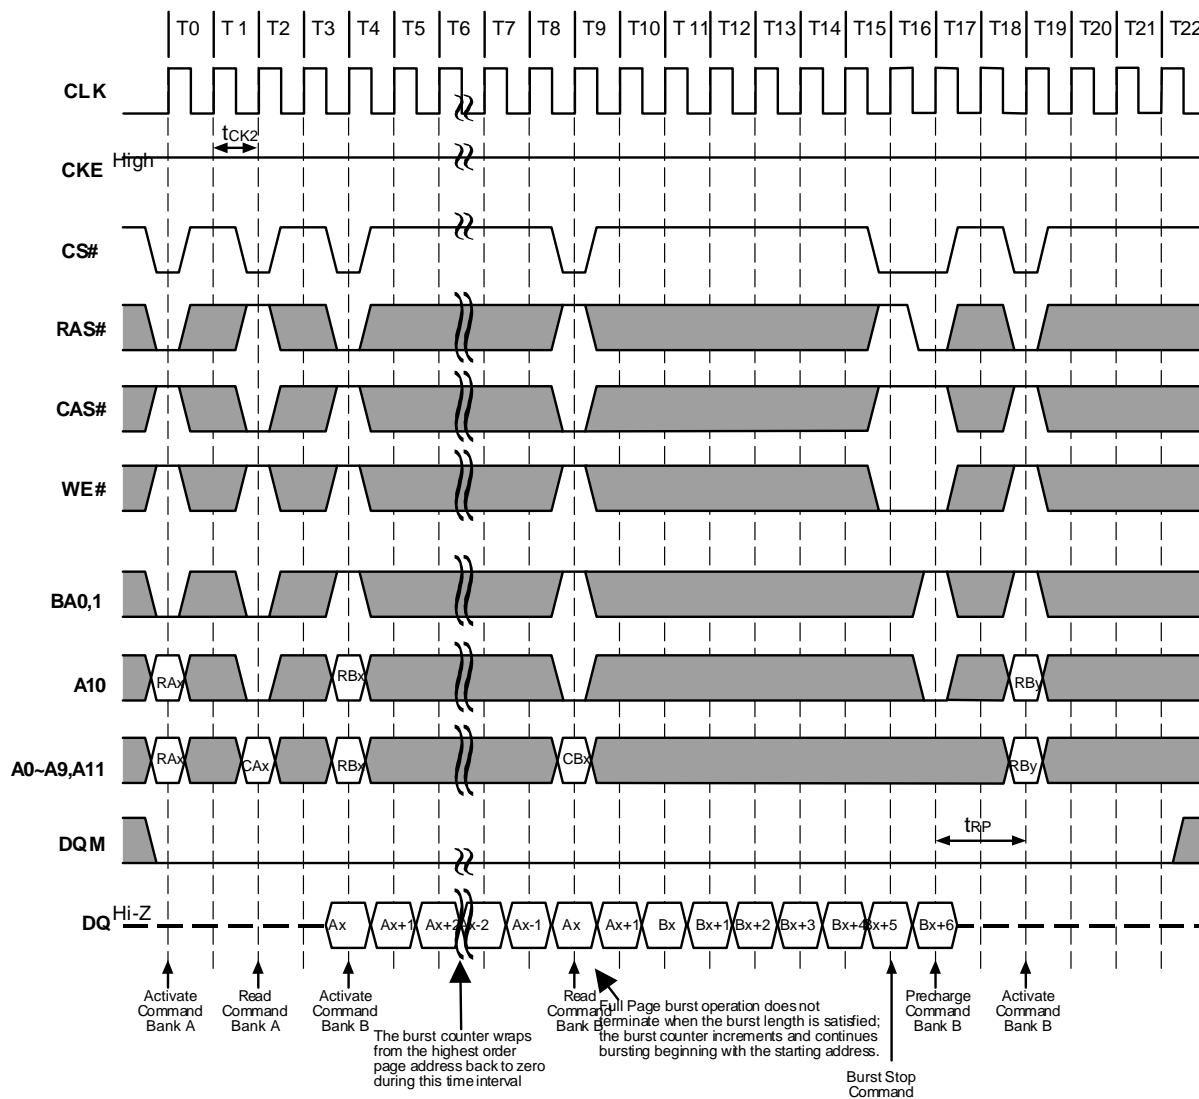 T0 T 1 T2 T3 T4 T5 T6 T7 T8 T9 T10 T 11 T12 T13 T14 T15 T16 T17 T18 T19 T20 T21 T22
CLK
tCK2
CKE High
CS#
RAS#
CAS#
WE#
BA0,1
A10 RAx RBx RBy
A0~A9,A11 RAx CAx RBx CBx RBy
DQM tRP
DQ Hi-Z Ax Ax+1 Ax+2 Ax-2 Ax-1 Ax Ax+1 Bx Bx+1 Bx+2 Bx+3 Bx+4 Bx+5 Bx+6
Activate
Command
Bank A
Read
Command
Bank A
Activate
Command
Bank B
The burst counter wraps
from the highest order
page address back to zero
during this time interval
Read
Command
Bank B
Full Page burst operation does not
terminate when the burst length is satisfied;
the burst counter increments and continues
bursting beginning with the starting address.
Burst Stop
Command
Precharge
Command
Bank B
Activate
Command
Bank B